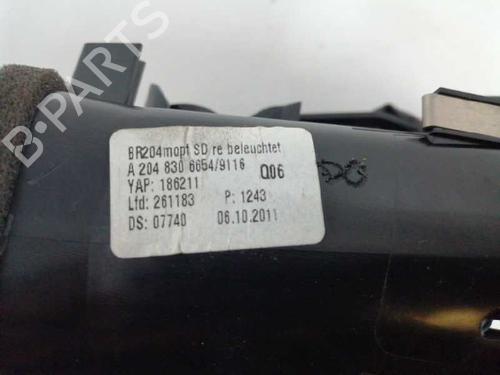 BR204mopf SD re beleuchtet
A 204 830 6654/9116 Q06
YAP: 186211
Lfd: 261183 P: 1243
DS: 07740 06.10.2011
B-PARTS